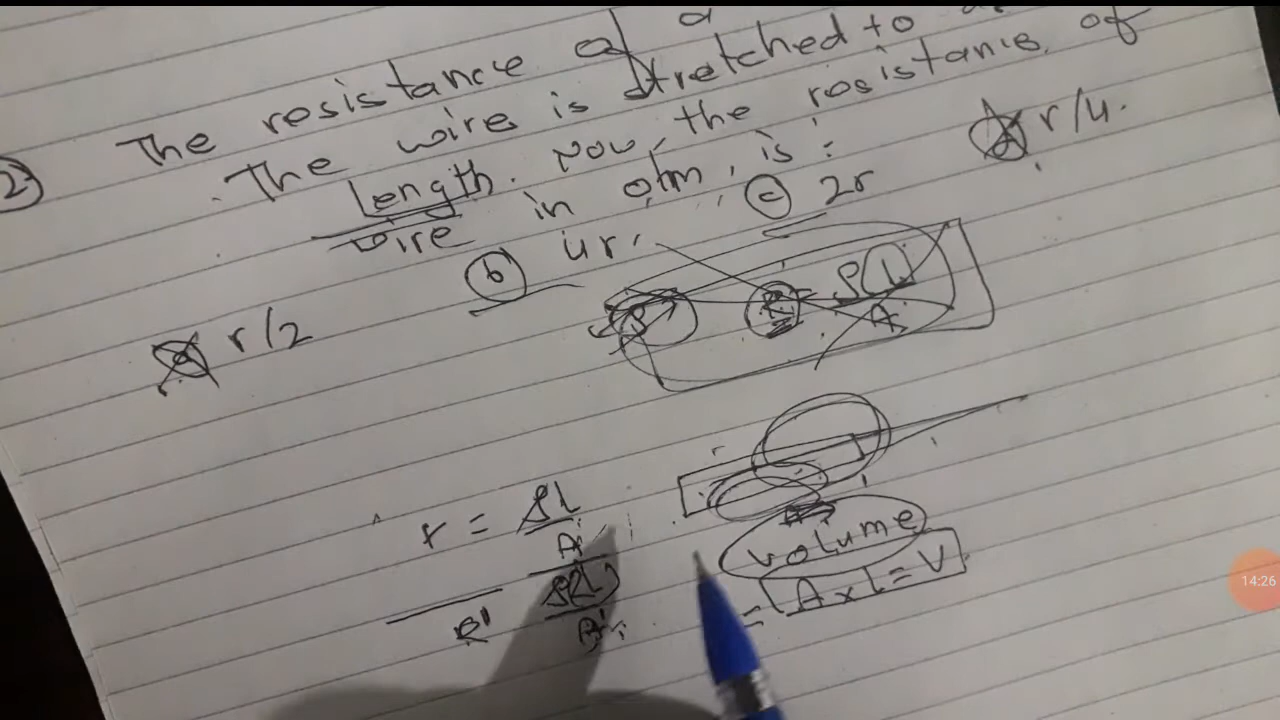 2) The resistance of a
The wire is stretched to
Length. Now, the resistance of
wire in ohm, is :
(b) 4r, (c) 2r r/4.
r/2
R = ρ(L)
A
r = ρl
A
R' ρ(L)
A'
volume
= A x l = V
14:26